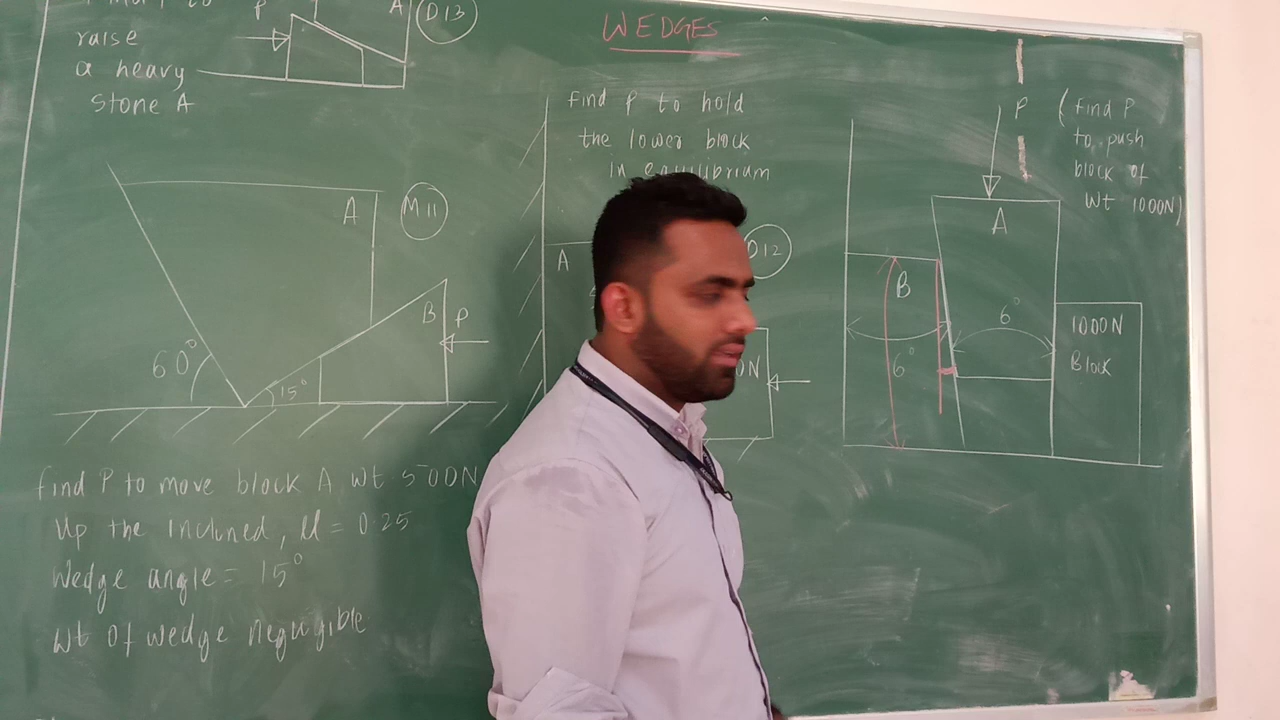 P
A
D13
raise
a heavy
stone A
WEDGES
Find P to hold
the lower block
in equilibrium
A
D12
P
(Find P
to push
block of
Wt 1000N)
A
B
6°
6°
1000N
Block
A
M11
B
P
60°
15°
find P to move block A wt 500N
Up the inclined, μ = 0.25
Wedge angle = 15°
Wt of wedge negligible